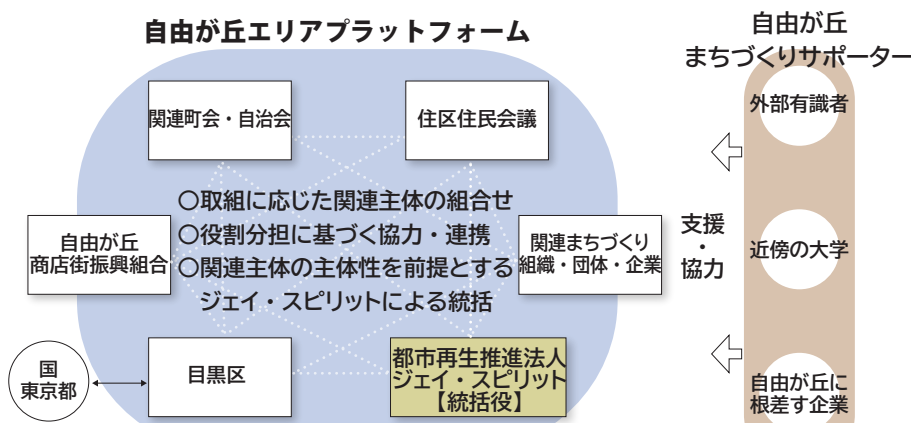 自由が丘エリアプラットフォーム
関連町会・自治会
住区住民会議
○取組に応じた関連主体の組合せ
○役割分担に基づく協力・連携
○関連主体の主体性を前提とする
ジェイ・スピリットによる統括
自由が丘
商店街振興組合
関連まちづくり
組織・団体・企業
国
東京都
目黒区
都市再生推進法人
ジェイ・スピリット
【統括役】
支援
・
協力
自由が丘
まちづくりサポーター
外部有識者
近傍の大学
自由が丘に
根差す企業